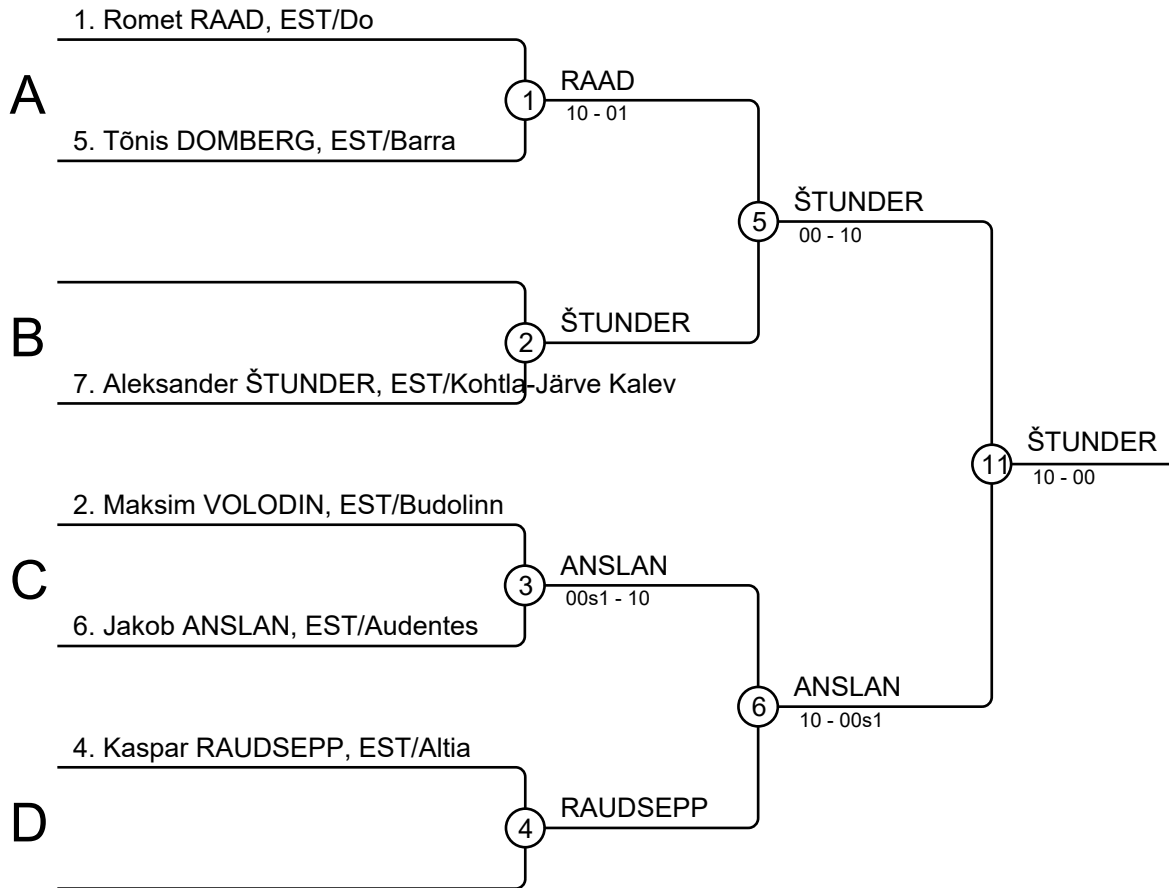 1. Romet RAAD, EST/Do
A
1
RAAD
10 - 01
5. Tõnis DOMBERG, EST/Barra
5
ŠTUNDER
00 - 10
B
2
ŠTUNDER
7. Aleksander ŠTUNDER, EST/Kohtla-Järve Kalev
11
ŠTUNDER
10 - 00
2. Maksim VOLODIN, EST/Budolinn
C
3
ANSLAN
00s1 - 10
6. Jakob ANSLAN, EST/Audentes
6
ANSLAN
10 - 00s1
4. Kaspar RAUDSEPP, EST/Altia
D
4
RAUDSEPP